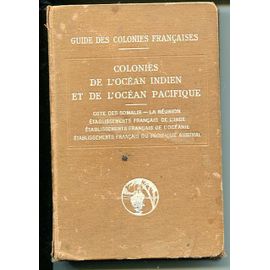 GUIDE DES COLONIES FRANÇAISES
COLONIES
DE L'OCÉAN INDIEN
ET DE L'OCÉAN PACIFIQUE
COTE DES SOMALIS — LA RÉUNION
ÉTABLISSEMENTS FRANÇAIS DE L'INDE
ÉTABLISSEMENTS FRANÇAIS DE L'OCÉANIE
ÉTABLISSEMENTS FRANÇAIS DU PACIFIQUE AUSTRAL